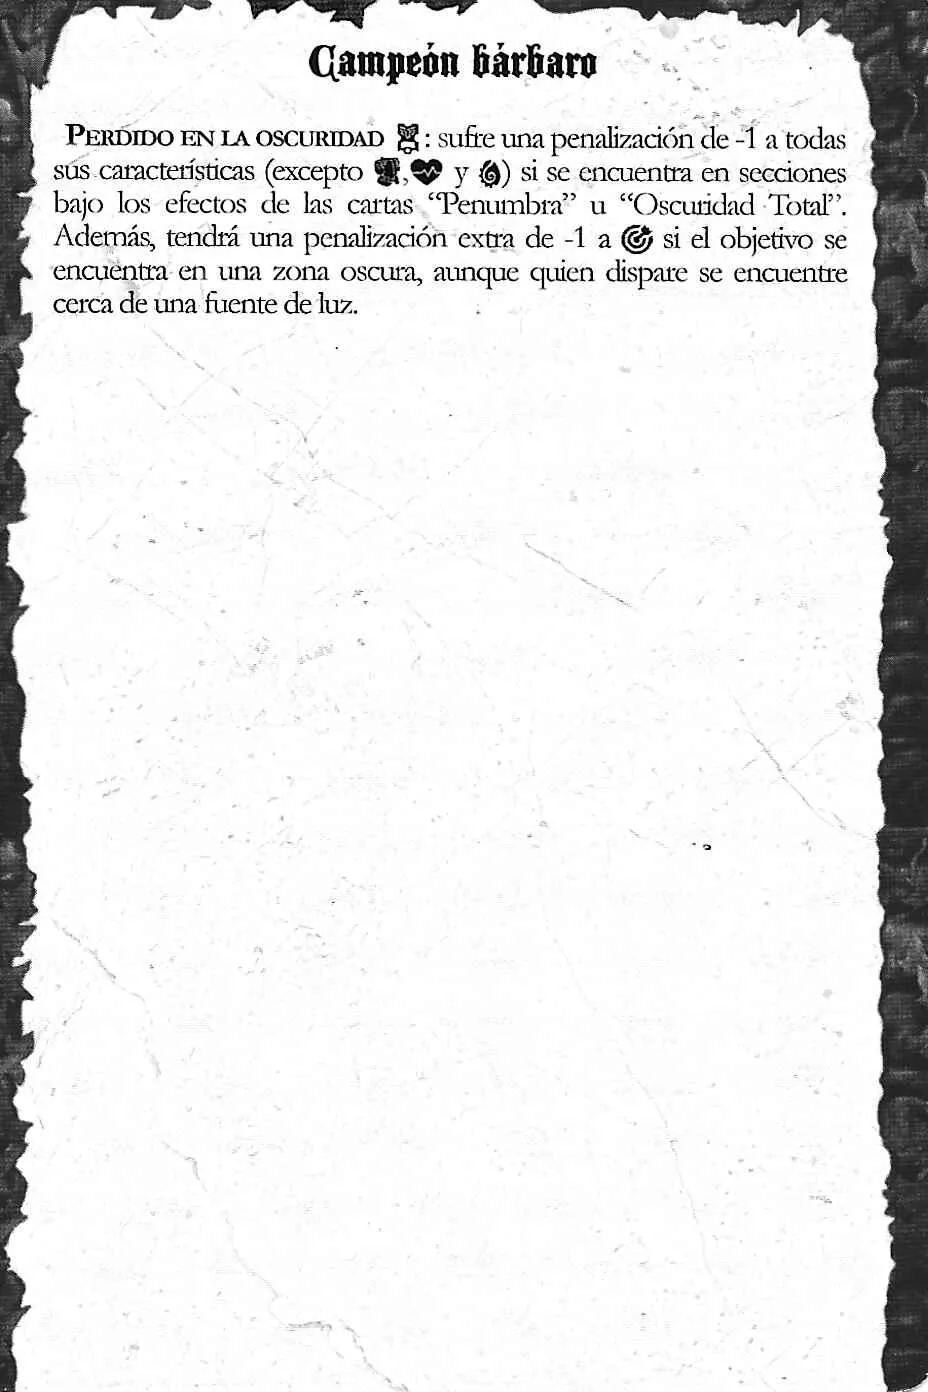 Campeón bárbaro
PERDIDO EN LA OSCURIDAD : sufre una penalización de -1 a todas
sus características (excepto , y ) si se encuentra en secciones
bajo los efectos de las cartas “Penumbra” u “Oscuridad Total”.
Además, tendrá una penalización extra de -1 a si el objetivo se
encuentra en una zona oscura, aunque quien dispare se encuentre
cerca de una fuente de luz.